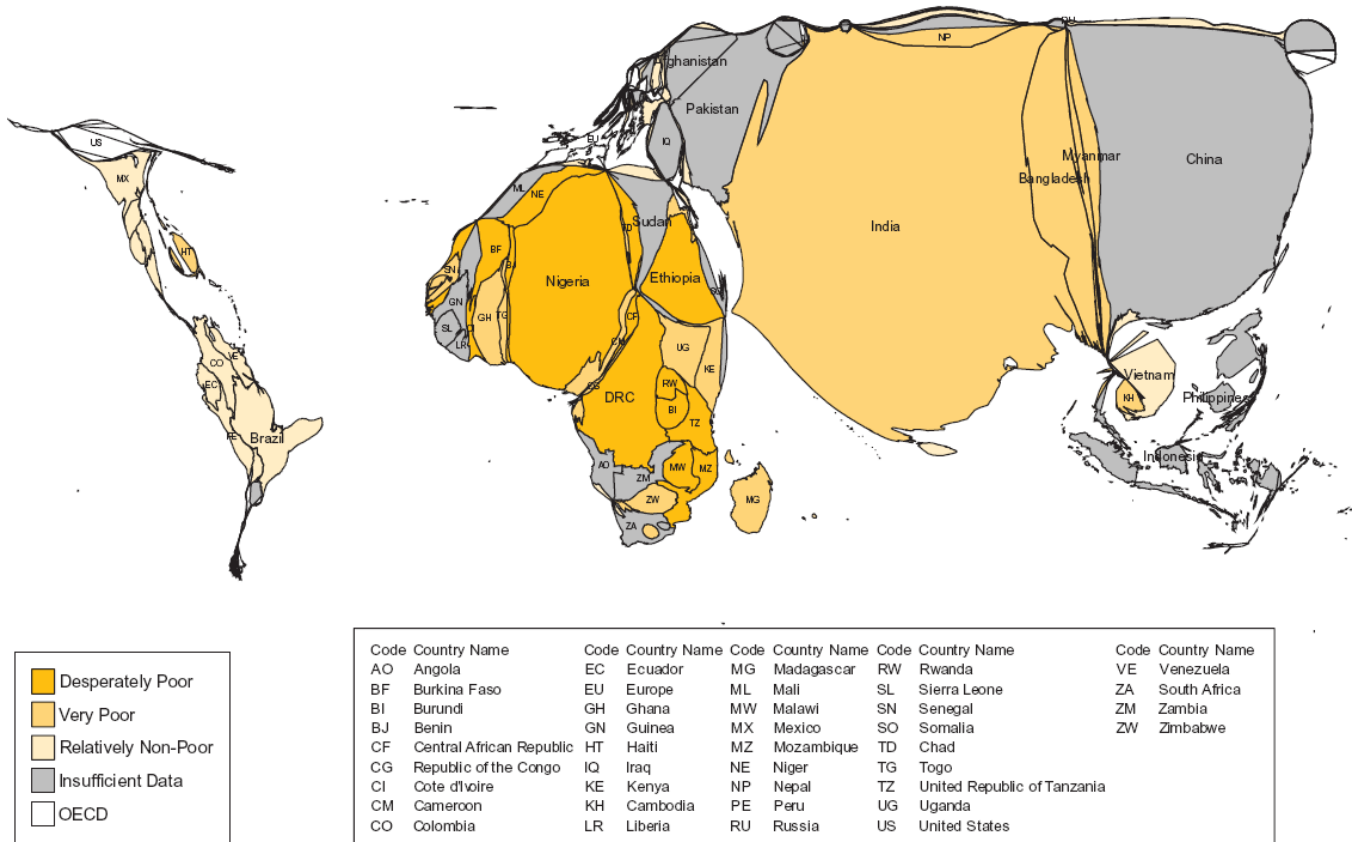 RU
NP
Afghanistan
Pakistan
US
EU
IQ
Myanmar
China
MX
ML
NE
Bangladesh
Sudan
TD
India
HT
BF
SN
BJ
Nigeria
Ethiopia
SO
GN
SL
GH
TG
CI
CF
LR
CM
UG
KE
VE
CO
EC
CG
DRC
RW
BI
TZ
Vietnam
KH
Philippines
PE
Brazil
AO
ZM
MW
MZ
Indonesia
ZW
MG
ZA
Desperately Poor
Very Poor
Relatively Non-Poor
Insufficient Data
OECD
Code Country Name Code Country Name Code Country Name Code Country Name Code Country Name
AO Angola EC Ecuador MG Madagascar RW Rwanda VE Venezuela
BF Burkina Faso EU Europe ML Mali SL Sierra Leone ZA South Africa
BI Burundi GH Ghana MW Malawi SN Senegal ZM Zambia
BJ Benin GN Guinea MX Mexico SO Somalia ZW Zimbabwe
CF Central African Republic HT Haiti MZ Mozambique TD Chad
CG Republic of the Congo IQ Iraq NE Niger TG Togo
CI Cote d'Ivoire KE Kenya NP Nepal TZ United Republic of Tanzania
CM Cameroon KH Cambodia PE Peru UG Uganda
CO Colombia LR Liberia RU Russia US United States